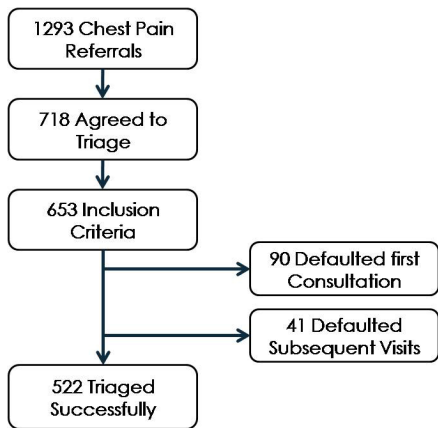 1293 Chest Pain
Referrals
718 Agreed to
Triage
653 Inclusion
Criteria
90 Defaulted first
Consultation
41 Defaulted
Subsequent Visits
522 Triaged
Successfully